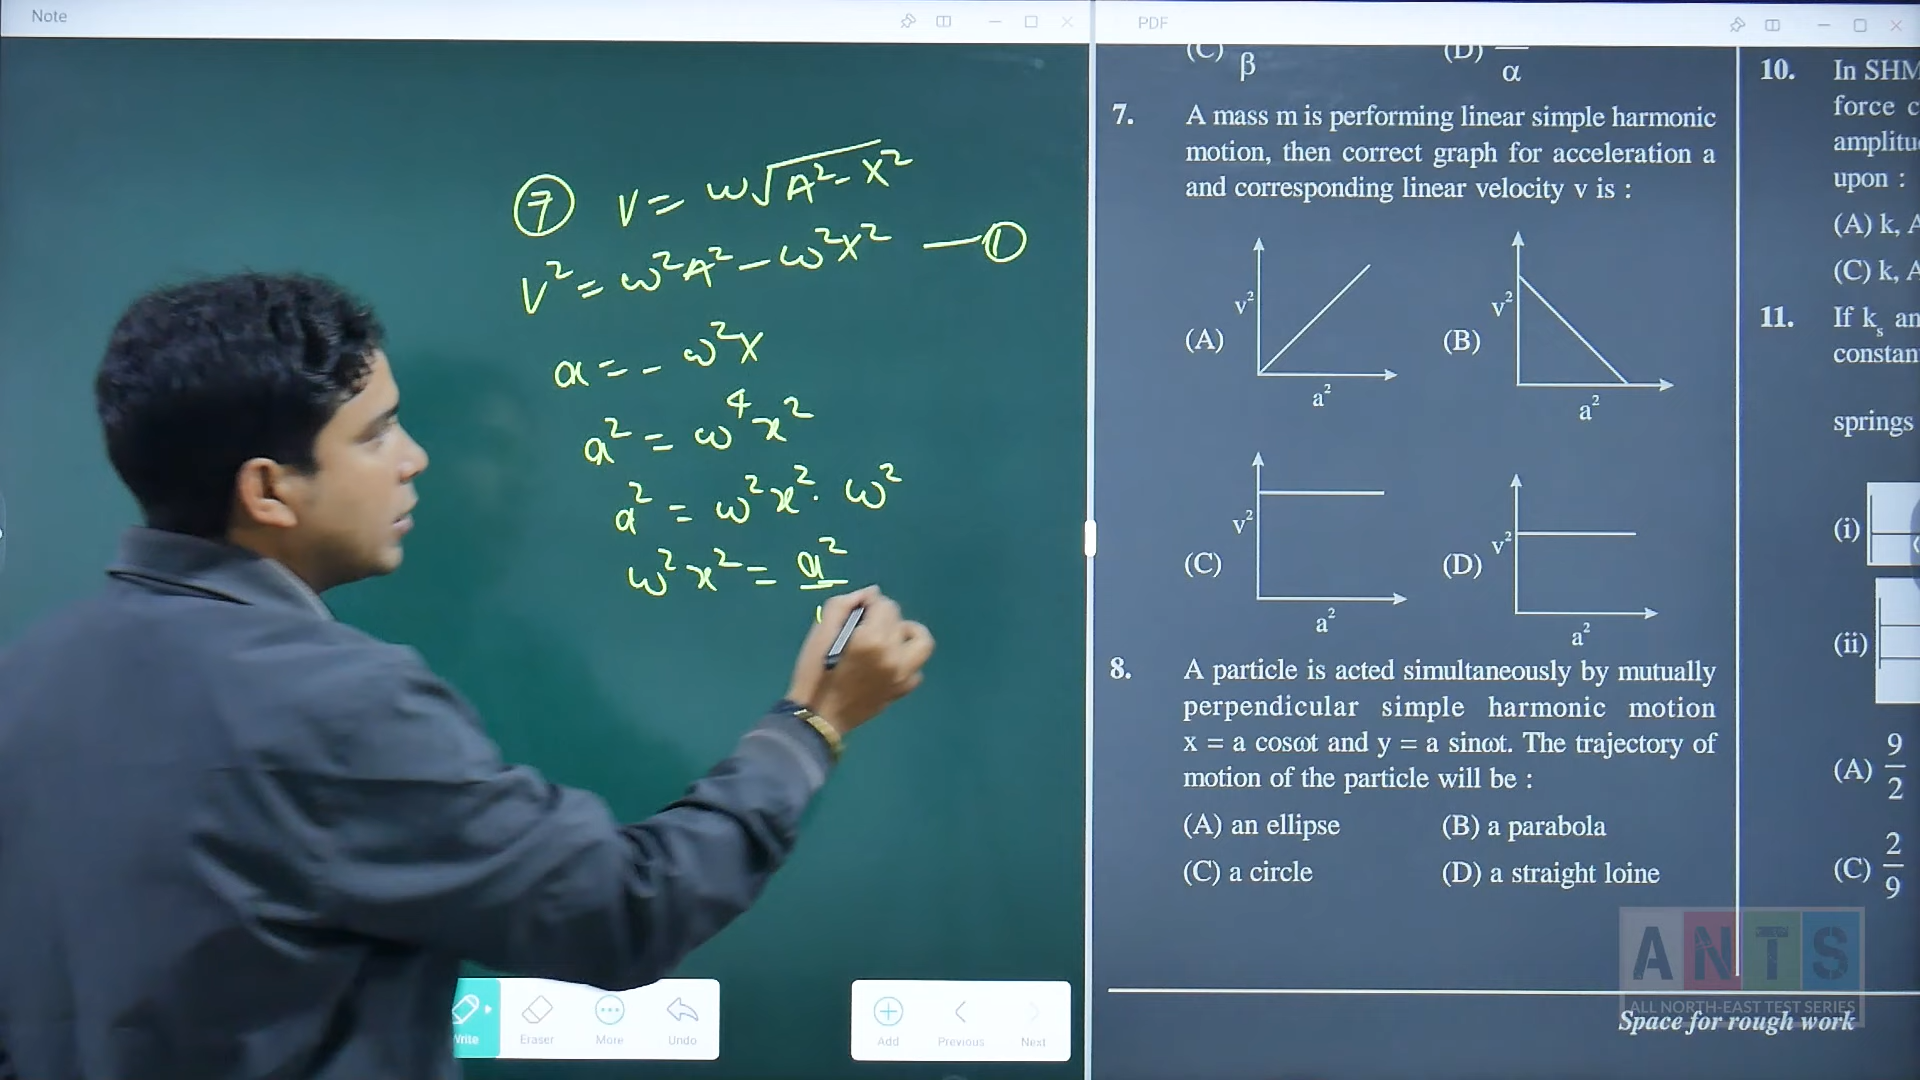 Note
⑦ V = ω√A²-X²
V² = ω²A² - ω²X² —①
a = - ω²X
a² = ω⁴x²
a² = ω²x². ω²
ω²x² = a²
Write
Eraser
More
Undo
Add
Previous
Next
PDF
(C) β
(D) α
7. A mass m is performing linear simple harmonic
motion, then correct graph for acceleration a
and corresponding linear velocity v is :
(A) v² a²
(B) v² a²
(C) v² a²
(D) v² a²
8. A particle is acted simultaneously by mutually
perpendicular simple harmonic motion
x = a cosωt and y = a sinωt. The trajectory of
motion of the particle will be :
(A) an ellipse (B) a parabola
(C) a circle (D) a straight loine
10. In SHM
force c
amplitu
upon :
(A) k, A
(C) k, A
11. If kₛ an
constan
springs
(i)
(ii)
(A) 9/2
(C) 2/9
ANTS
ALL NORTH-EAST TEST SERIES
Space for rough work